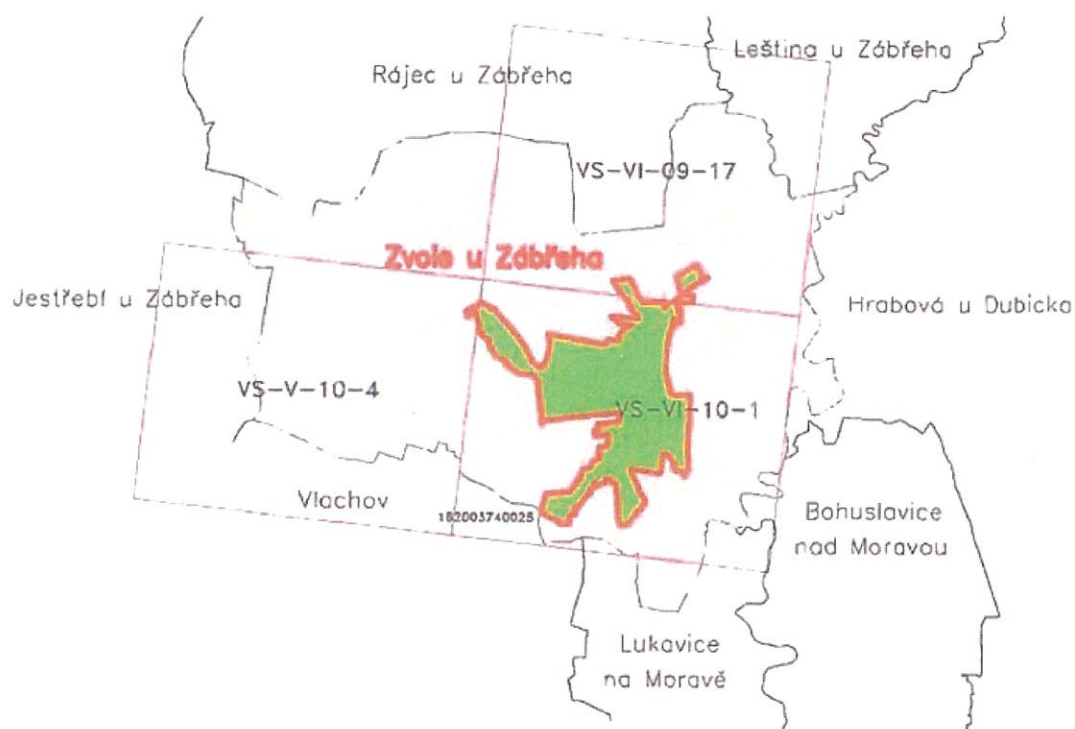 Leština u Zábřeha
Rájec u Zábřeha
VS-VI-09-17
Zvole u Zábřeha
Jestřebí u Zábřeha
Hrabová u Dubicka
VS-V-10-4
VS-VI-10-1
Vlachov
182003740025
Bohuslavice
nad Moravou
Lukavice
na Moravě